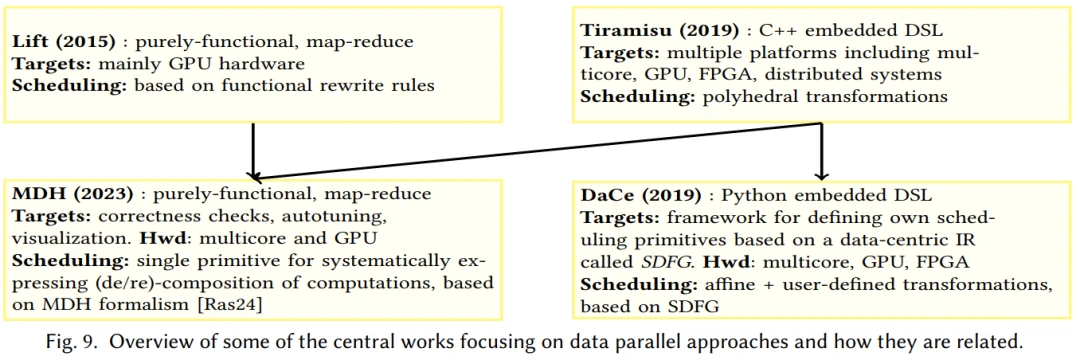 Lift (2015) : purely-functional, map-reduce
Targets: mainly GPU hardware
Scheduling: based on functional rewrite rules
Tiramisu (2019) : C++ embedded DSL
Targets: multiple platforms including mul-
ticore, GPU, FPGA, distributed systems
Scheduling: polyhedral transformations
MDH (2023) : purely-functional, map-reduce
Targets: correctness checks, autotuning,
visualization. Hwd: multicore and GPU
Scheduling: single primitive for systematically ex-
pressing (de/re)-composition of computations, based
on MDH formalism [Ras24]
DaCe (2019) : Python embedded DSL
Targets: framework for defining own sched-
uling primitives based on a data-centric IR
called SDFG. Hwd: multicore, GPU, FPGA
Scheduling: affine + user-defined transformations,
based on SDFG
Fig. 9. Overview of some of the central works focusing on data parallel approaches and how they are related.